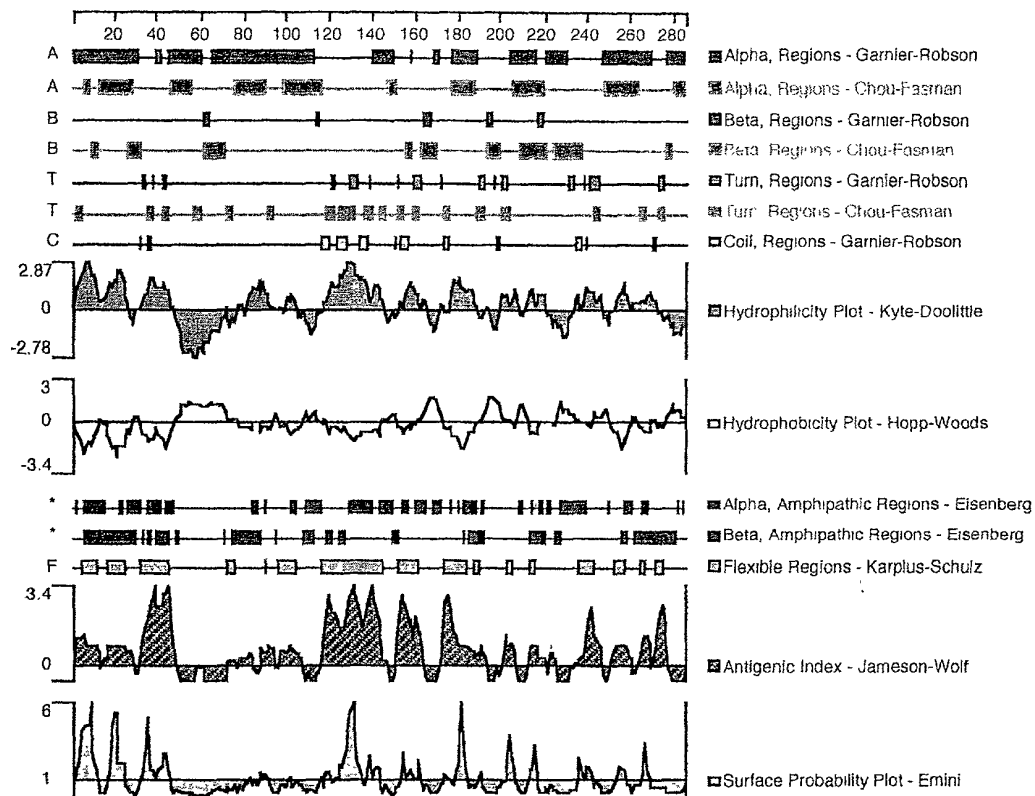 20 40 60 80 100 120 140 160 180 200 220 240 260 280
A Alpha, Regions - Garnier-Robson
A Alpha, Regions - Chou-Fasman
B Beta, Regions - Garnier-Robson
B Beta, Regions - Chou-Fasman
T Turn, Regions - Garnier-Robson
T Turn, Regions - Chou-Fasman
C Coil, Regions - Garnier-Robson
2.87
0 Hydrophilicity Plot - Kyte-Doolittle
-2.78
3
0 Hydrophobicity Plot - Hopp-Woods
-3.4
* Alpha, Amphipathic Regions - Eisenberg
* Beta, Amphipathic Regions - Eisenberg
F Flexible Regions - Karplus-Schulz
3.4
0 Antigenic Index - Jameson-Wolf
6
1 Surface Probability Plot - Emini